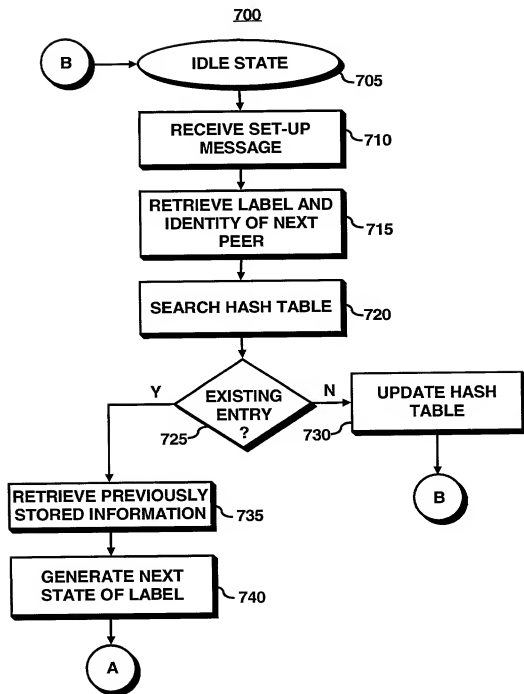 700
B
IDLE STATE
705
RECEIVE SET-UP
MESSAGE
710
RETRIEVE LABEL AND
IDENTITY OF NEXT
PEER
715
SEARCH HASH TABLE
720
EXISTING
ENTRY
?
725
Y
N
UPDATE HASH
TABLE
730
B
RETRIEVE PREVIOUSLY
STORED INFORMATION
735
GENERATE NEXT
STATE OF LABEL
740
A